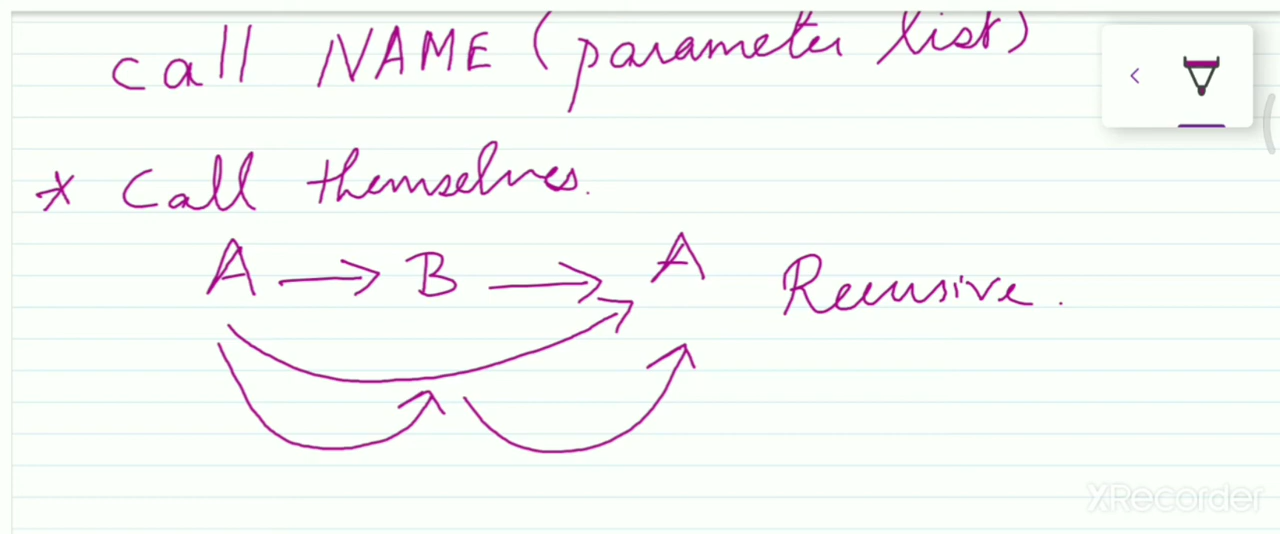 call NAME (parameter list)
* Call themselves.
A → B → A Recursive.
XRecorder